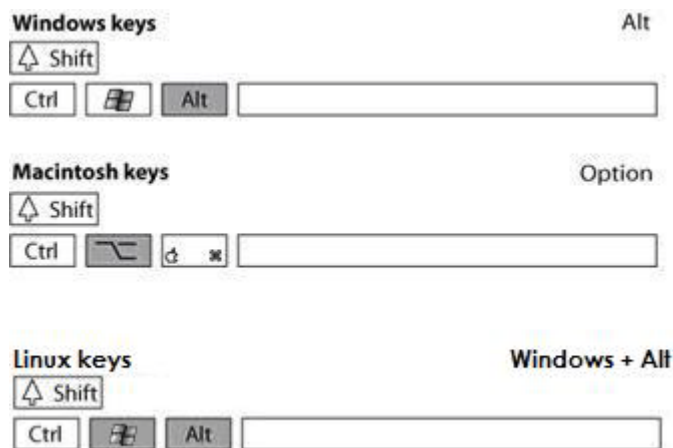 Windows keys Alt
Shift
Ctrl Alt
Macintosh keys Option
Shift
Ctrl ⌥ ⌘
Linux keys Windows + Alt
Shift
Ctrl Alt